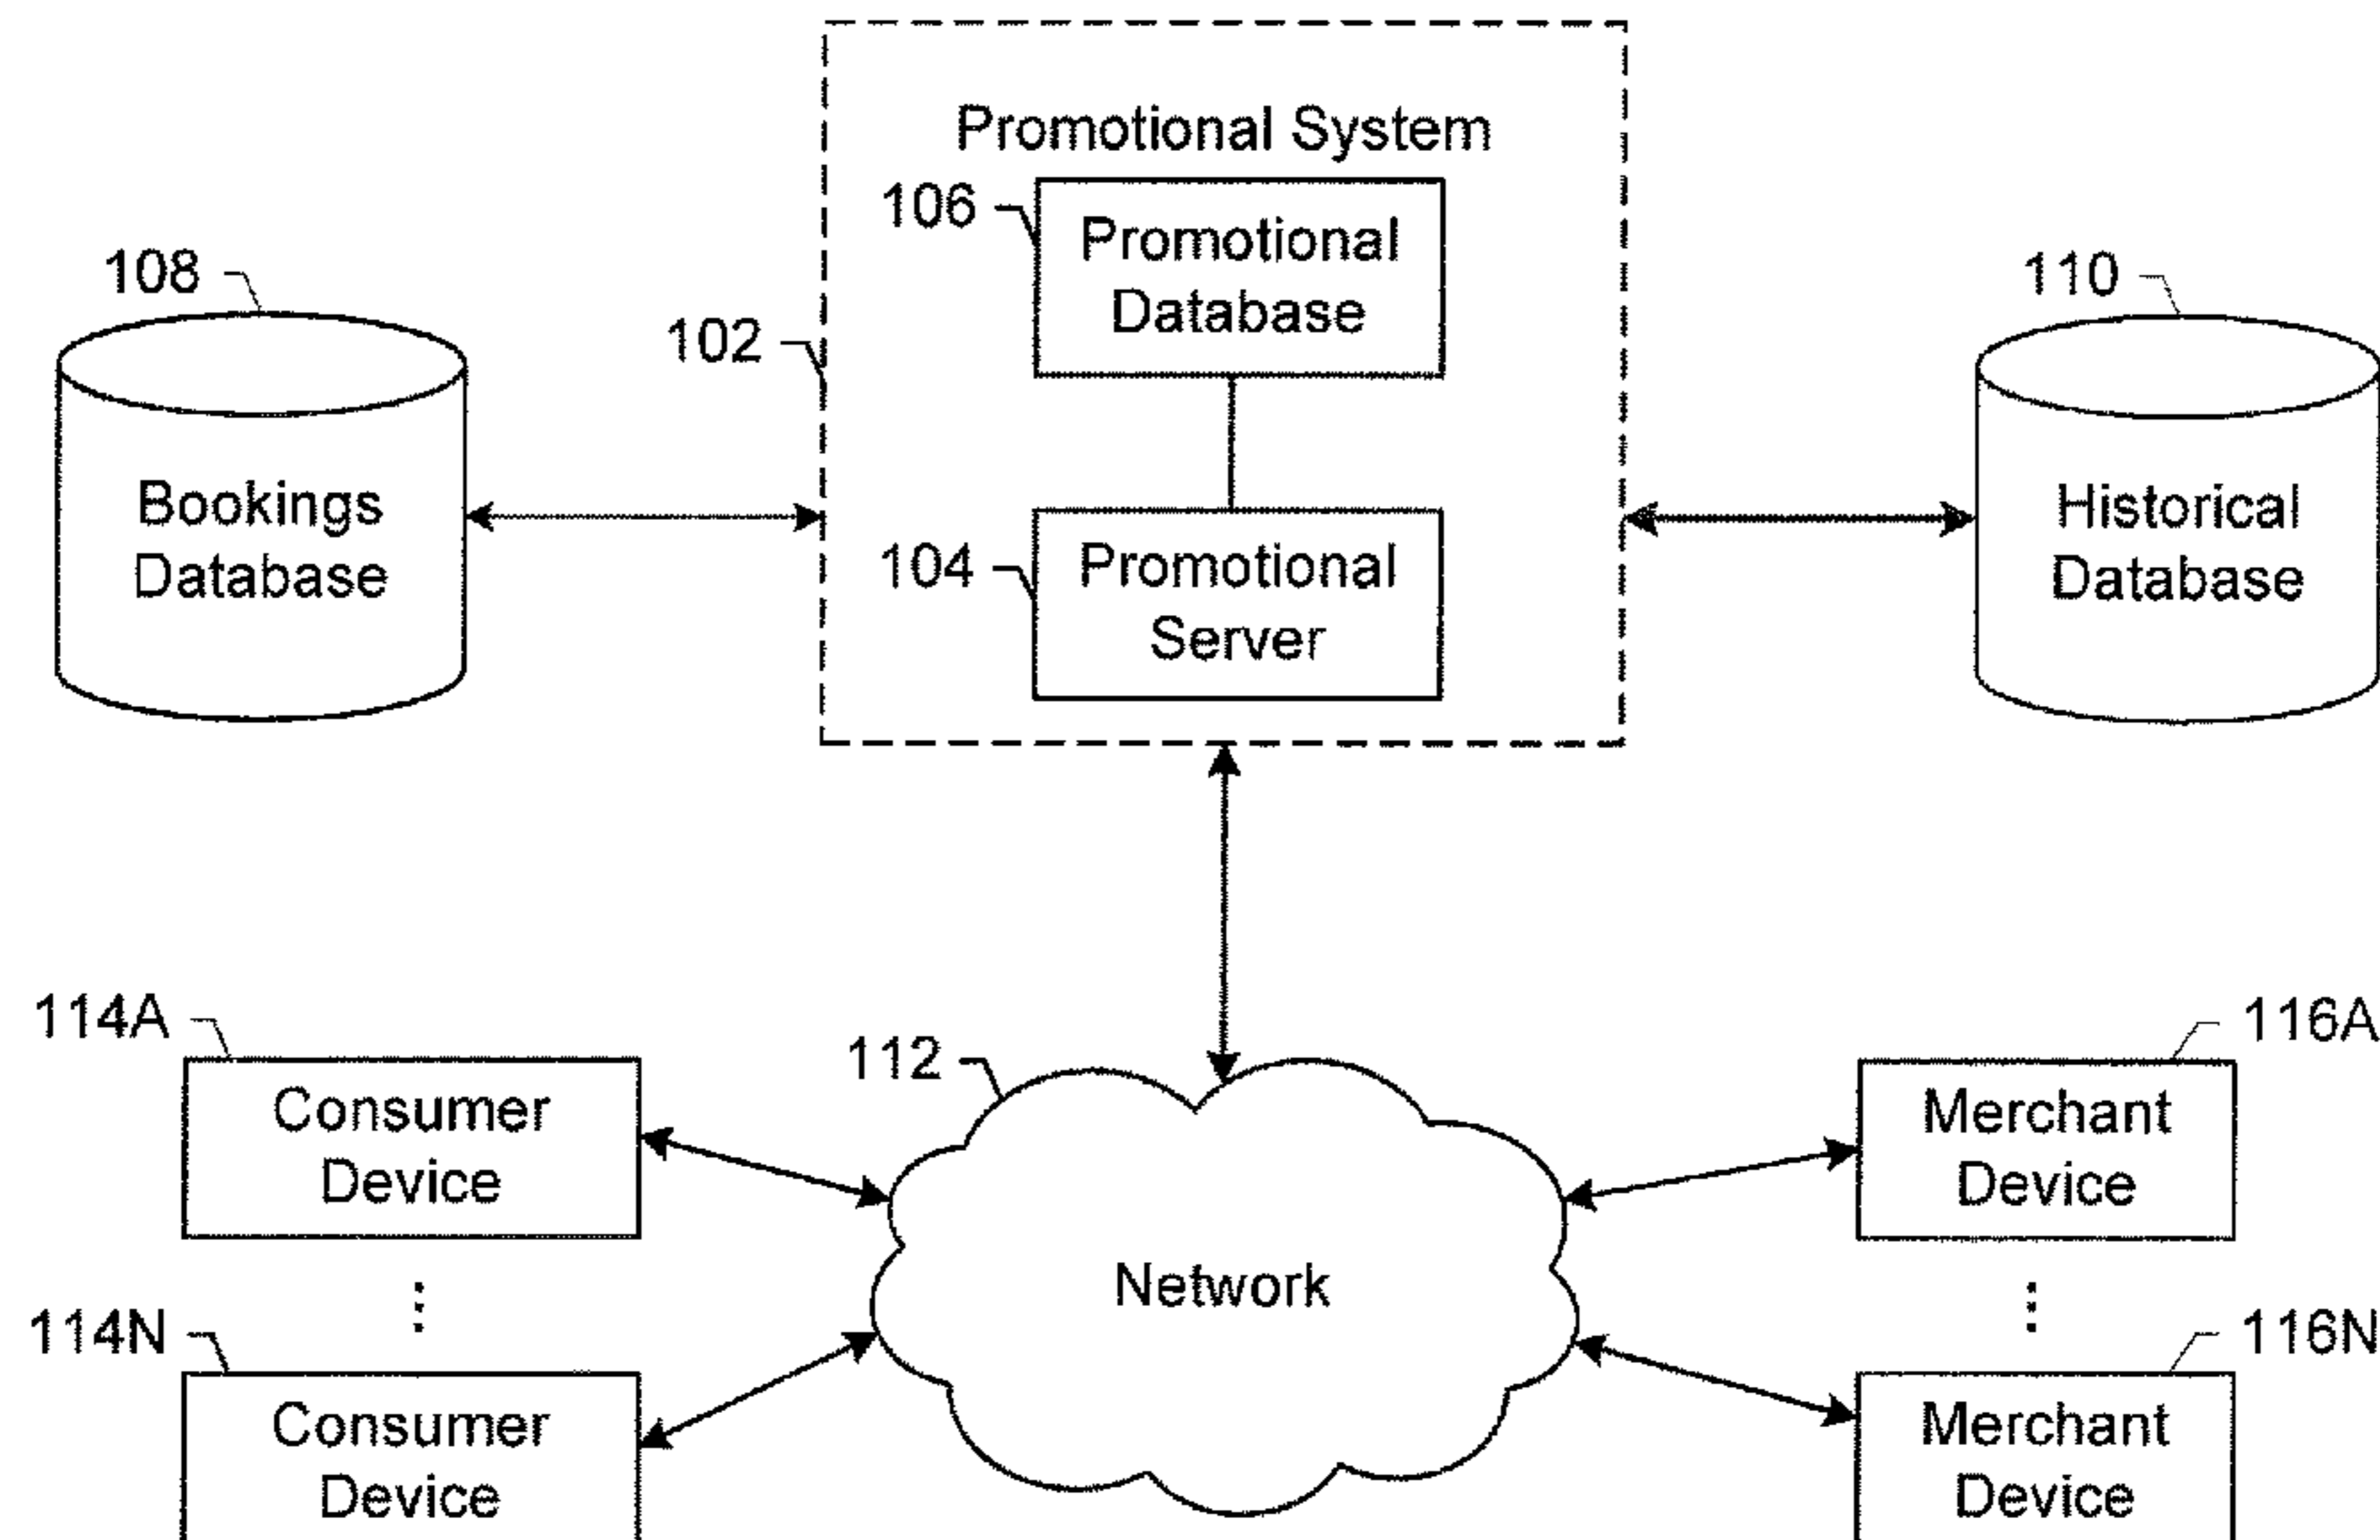 Promotional System
106
Promotional
Database
108
110
102
Bookings
Database
Historical
Database
104
Promotional
Server
114A
112
116A
Consumer
Device
Merchant
Device
Network
⋮
⋮
114N
116N
Consumer
Device
Merchant
Device